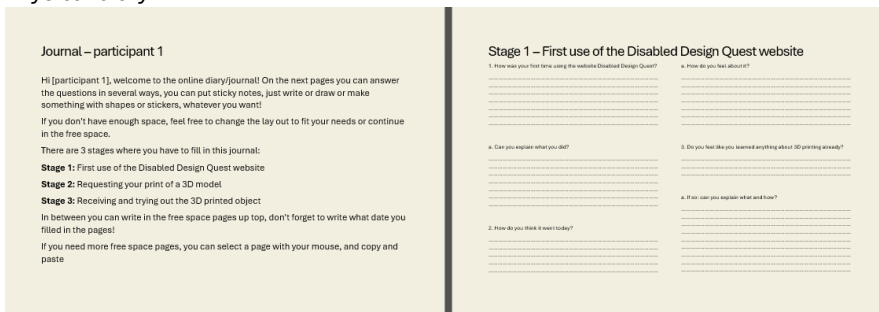 Journal – participant 1
Hi [participant 1], welcome to the online diary/journal! On the next pages you can answer
the questions in several ways, you can put sticky notes, just write or draw or make
something with shapes or stickers, whatever you want!
If you don't have enough space, feel free to change the lay out to fit your needs or continue
in the free space.
There are 3 stages where you have to fill in this journal:
Stage 1: First use of the Disabled Design Quest website
Stage 2: Requesting your print of a 3D model
Stage 3: Receiving and trying out the 3D printed object
In between you can write in the free space pages up top, don't forget to write what date you
filled in the pages!
If you need more free space pages, you can select a page with your mouse, and copy and
paste
Stage 1 – First use of the Disabled Design Quest website
1. How was your first time using the website Disabled Design Quest?
a. Can you explain what you did?
2. How do you think it went today?
a. How do you feel about it?
3. Do you feel like you learned anything about 3D printing already?
a. If so: can you explain what and how?